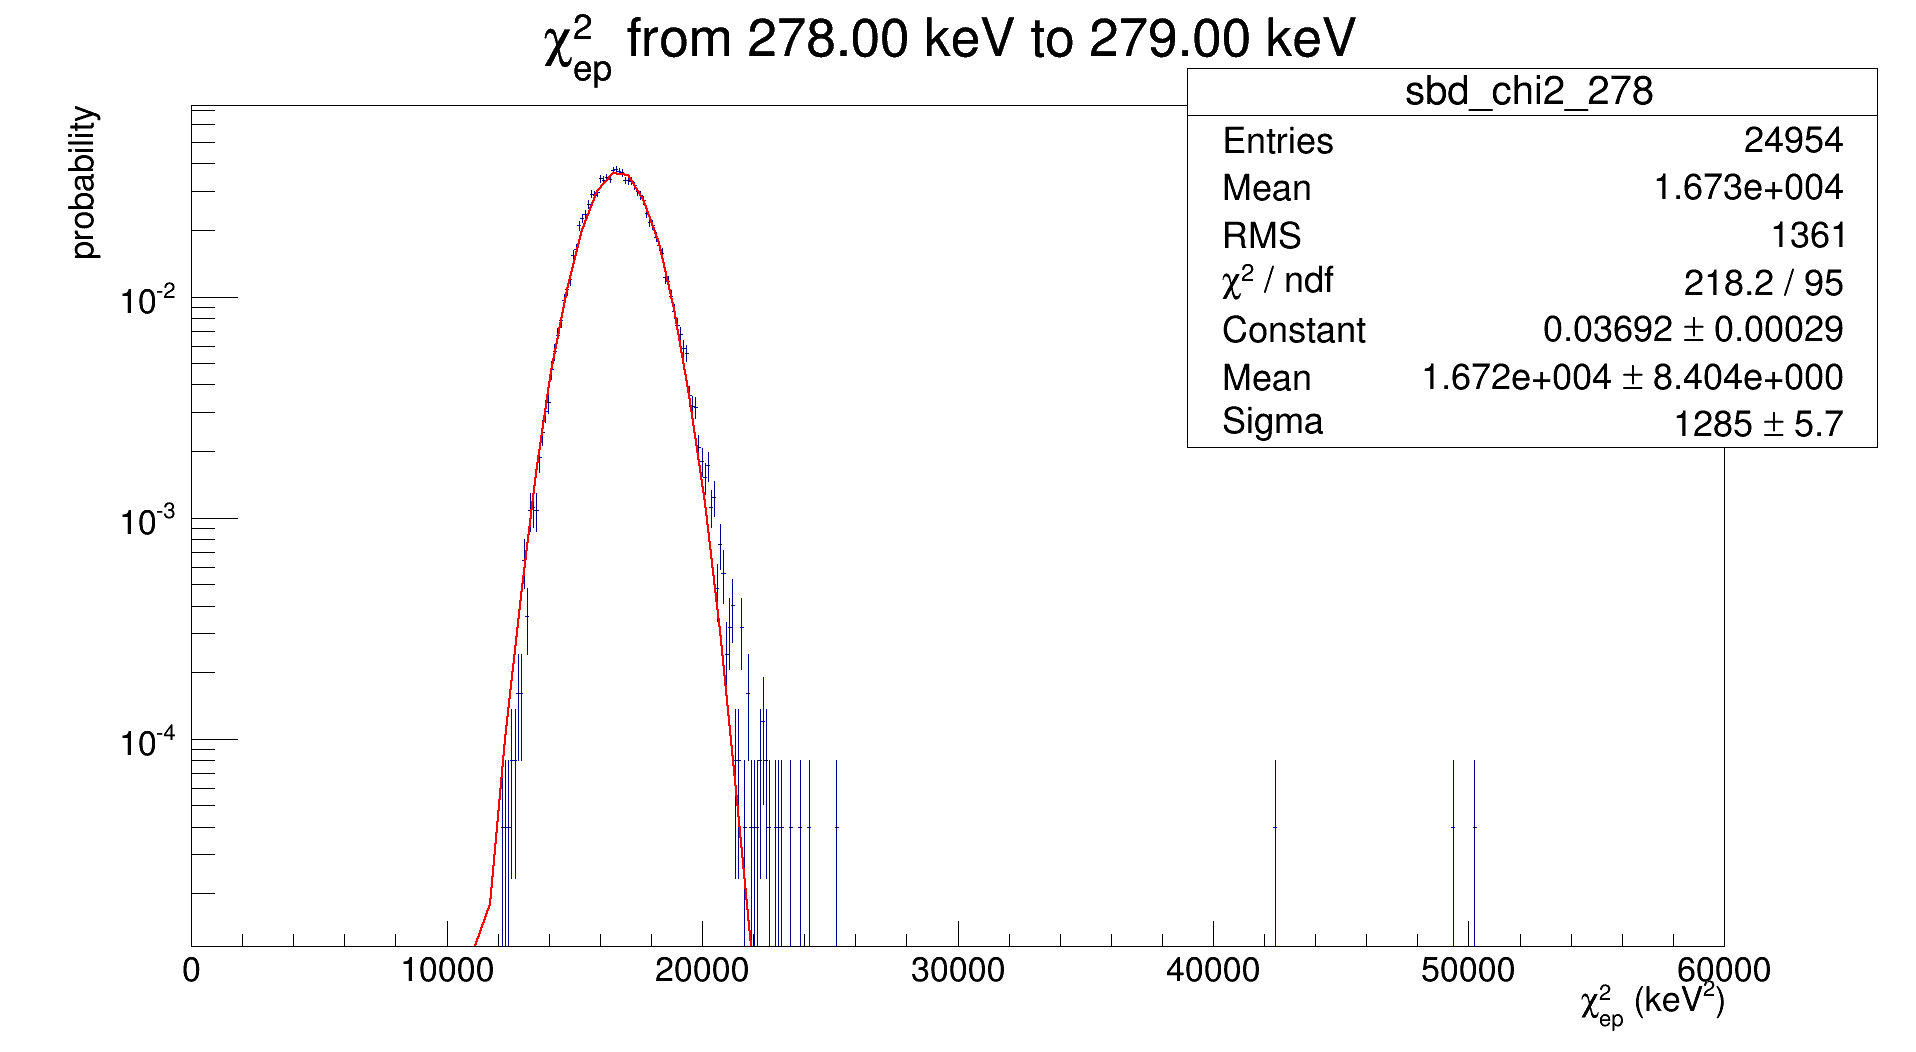 χ²ep from 278.00 keV to 279.00 keV
sbd_chi2_278
Entries 24954
Mean 1.673e+004
RMS 1361
χ² / ndf 218.2 / 95
Constant 0.03692 ± 0.00029
Mean 1.672e+004 ± 8.404e+000
Sigma 1285 ± 5.7
probability
10⁻²
10⁻³
10⁻⁴
0 10000 20000 30000 40000 50000 60000
χ²ep (keV²)